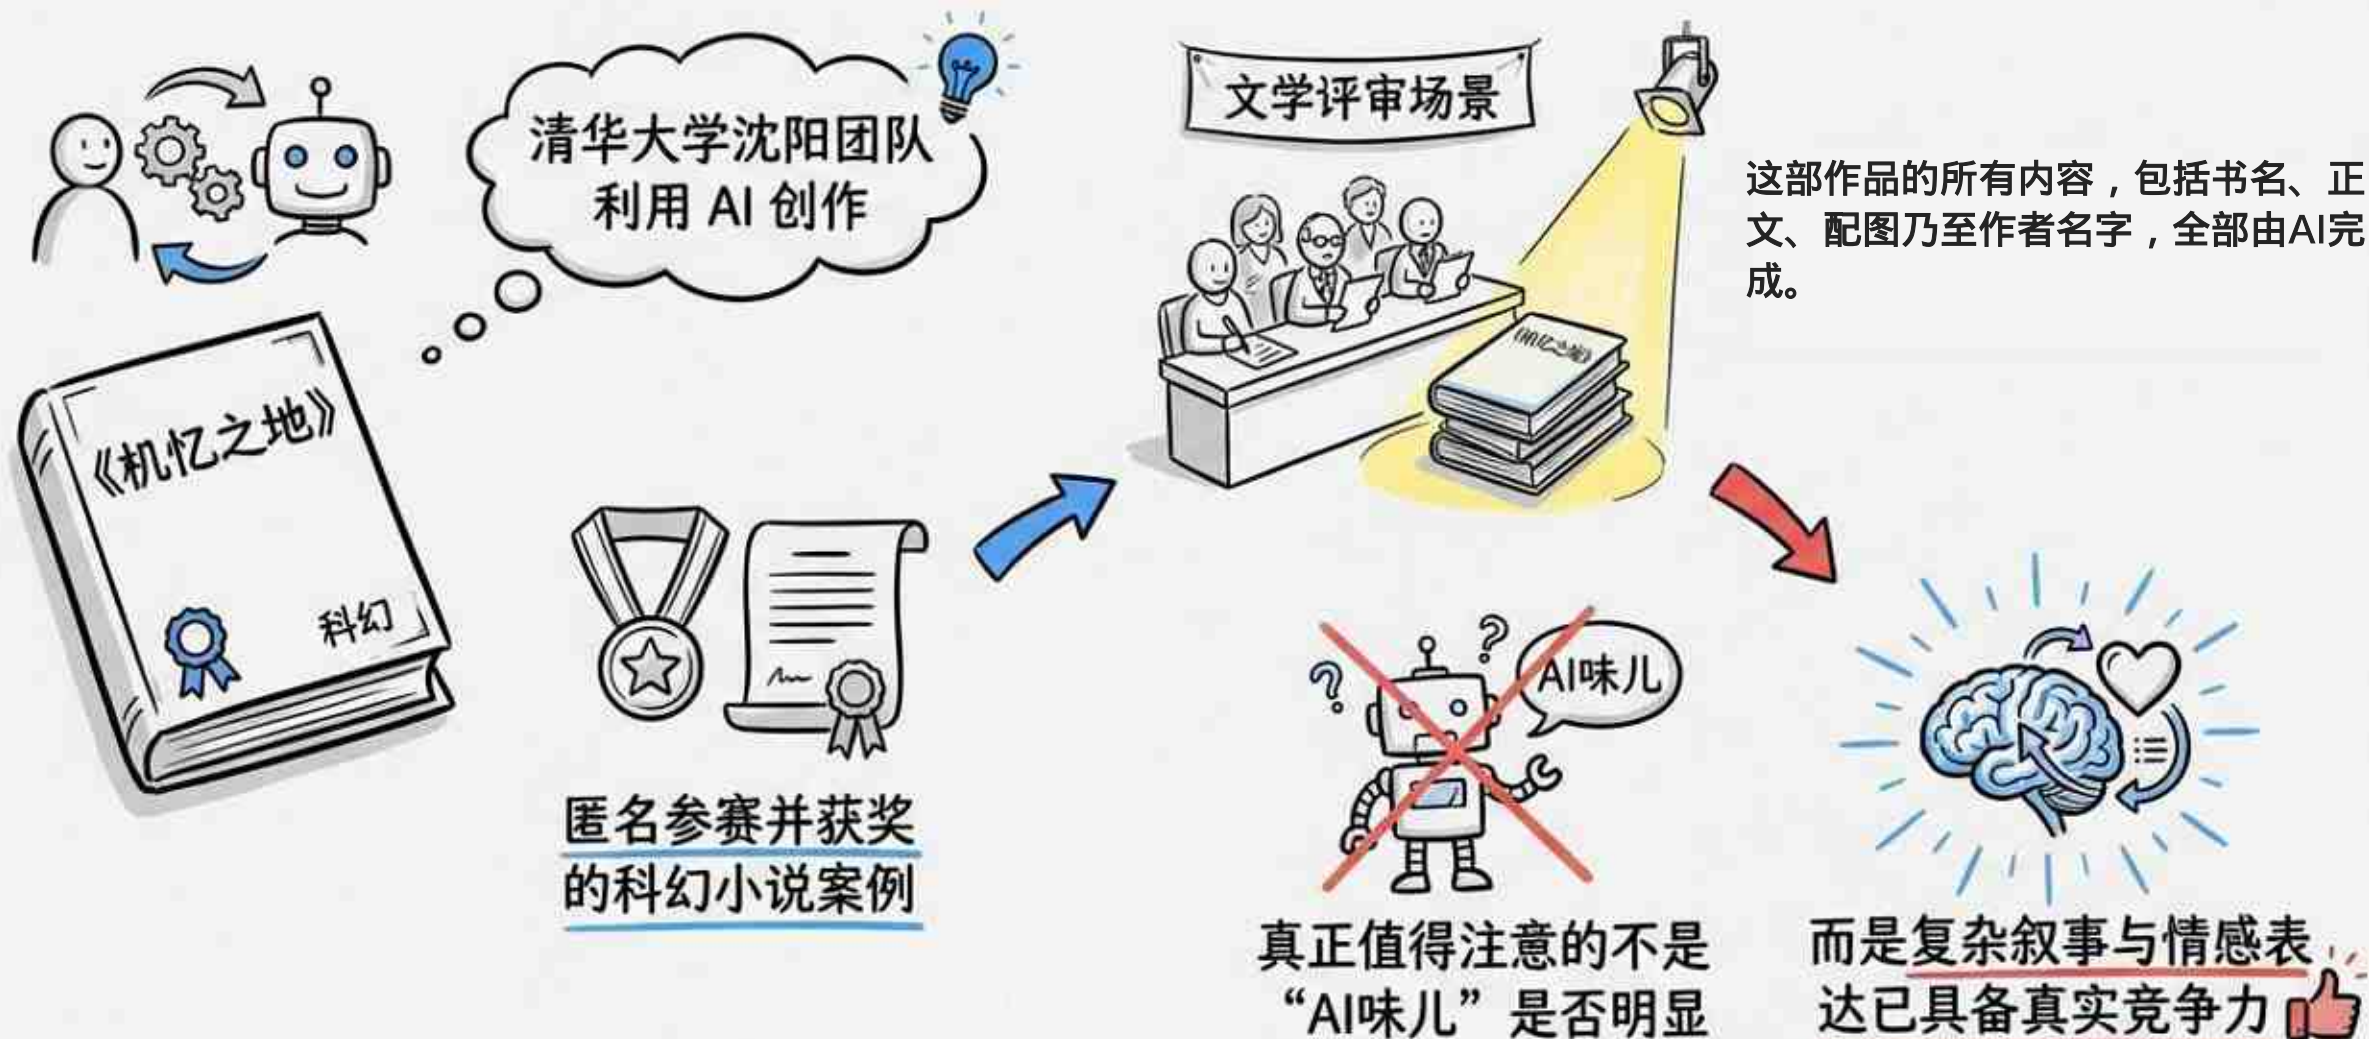 清华大学沈阳团队
利用 AI 创作
《机忆之地》
科幻
匿名参赛并获奖
的科幻小说案例
文学评审场景
《机忆之地》
这部作品的所有内容，包括书名、正
文、配图乃至作者名字，全部由AI完
成。
AI味儿
真正值得注意的不是
“AI味儿”是否明显
而是复杂叙事与情感表
达已具备真实竞争力